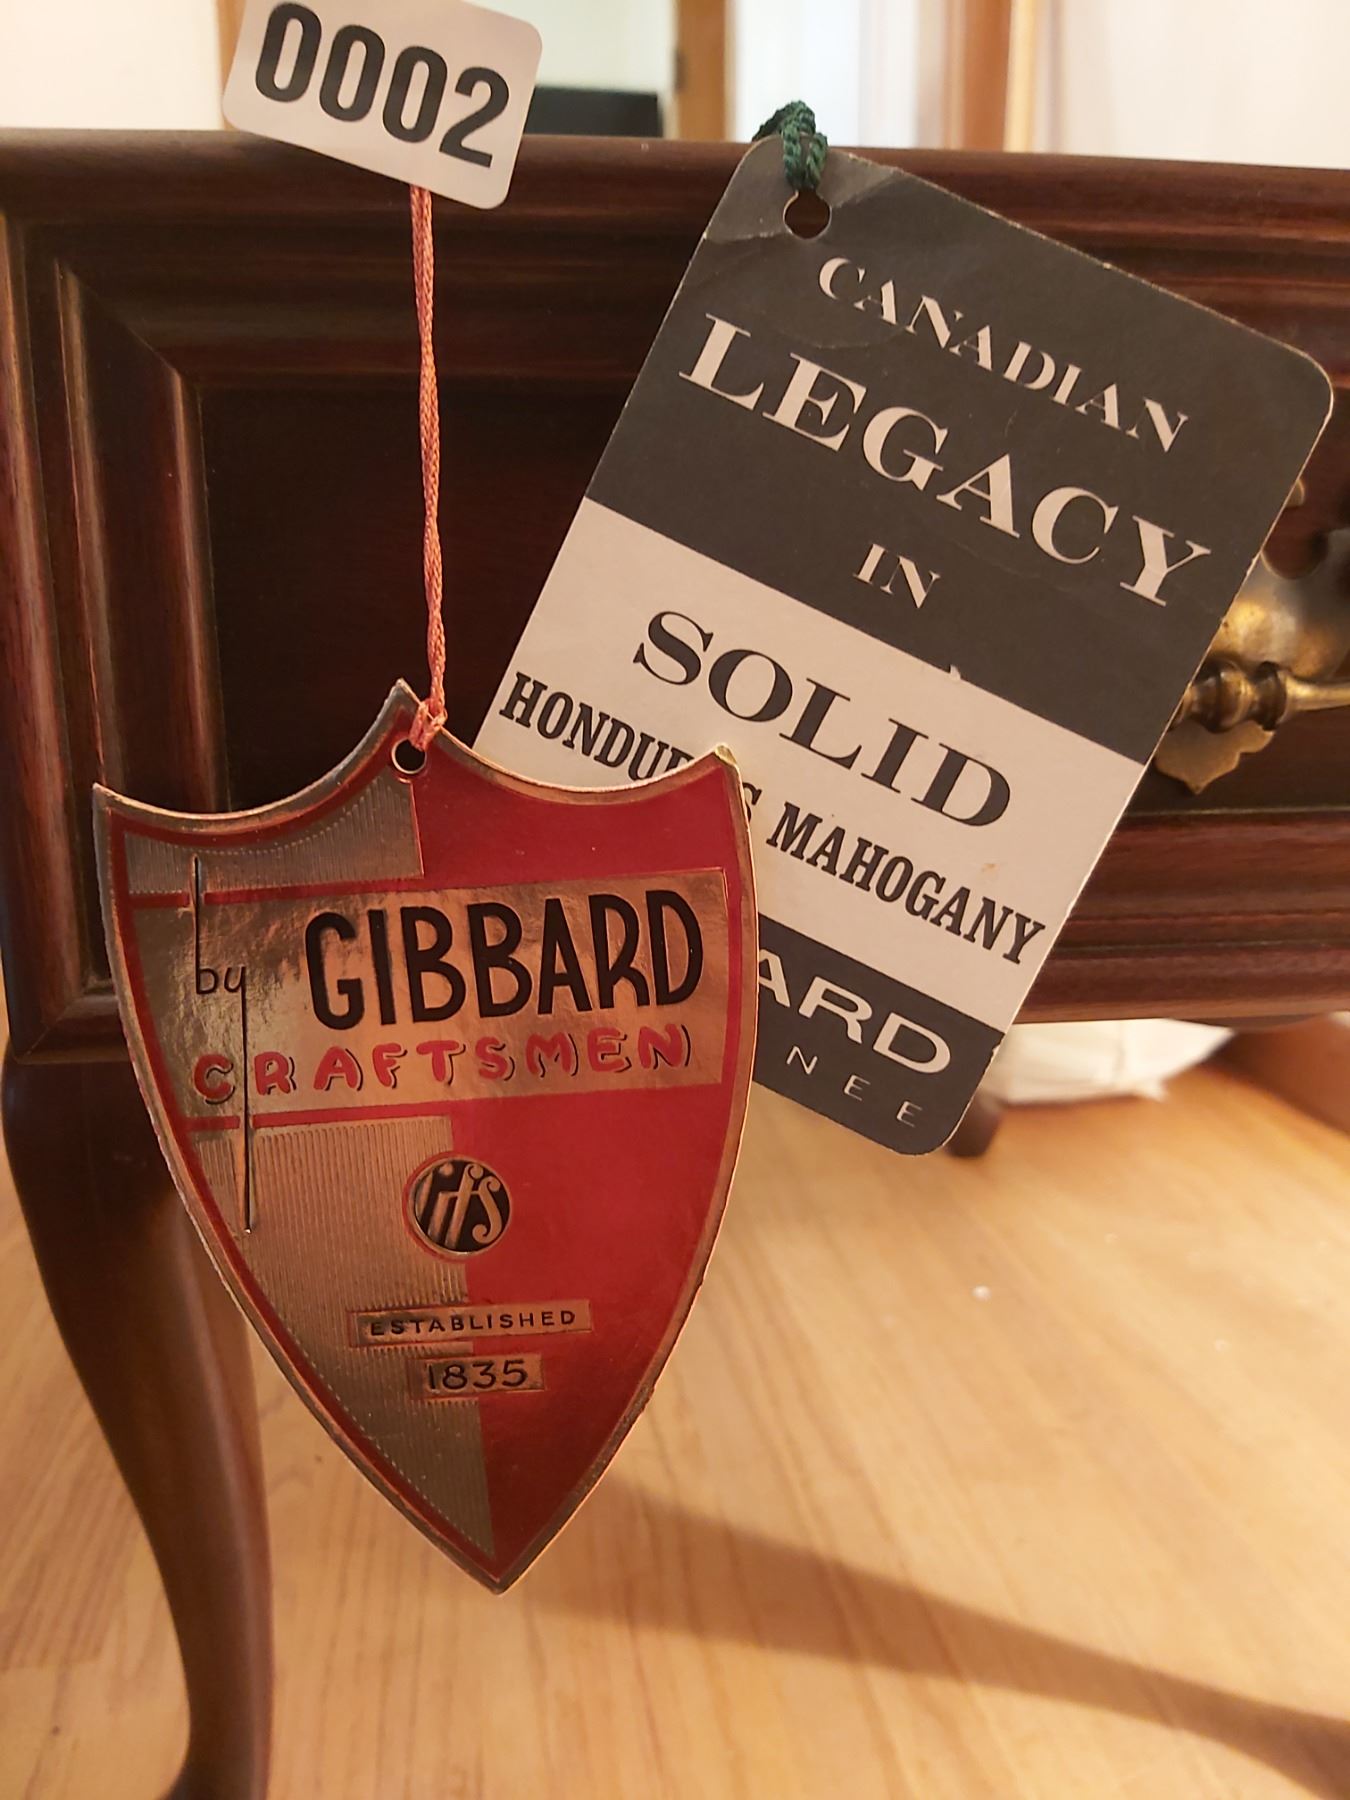 0002
CANADIAN
LEGACY
IN
SOLID
MAHOGANY
by GIBBARD
CRAFTSMEN
ESTABLISHED
1835